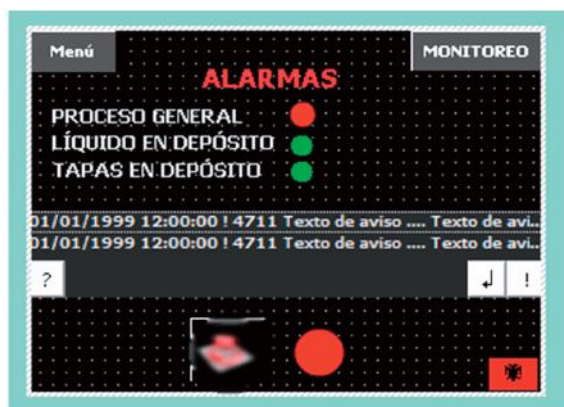 Menú
MONITOREO
ALARMAS
PROCESO GENERAL
LÍQUIDO EN DEPÓSITO
TAPAS EN DEPÓSITO
01/01/1999 12:00:00 ! 4711 Texto de aviso .... Texto de avi...
01/01/1999 12:00:00 ! 4711 Texto de aviso .... Texto de avi...
?
!